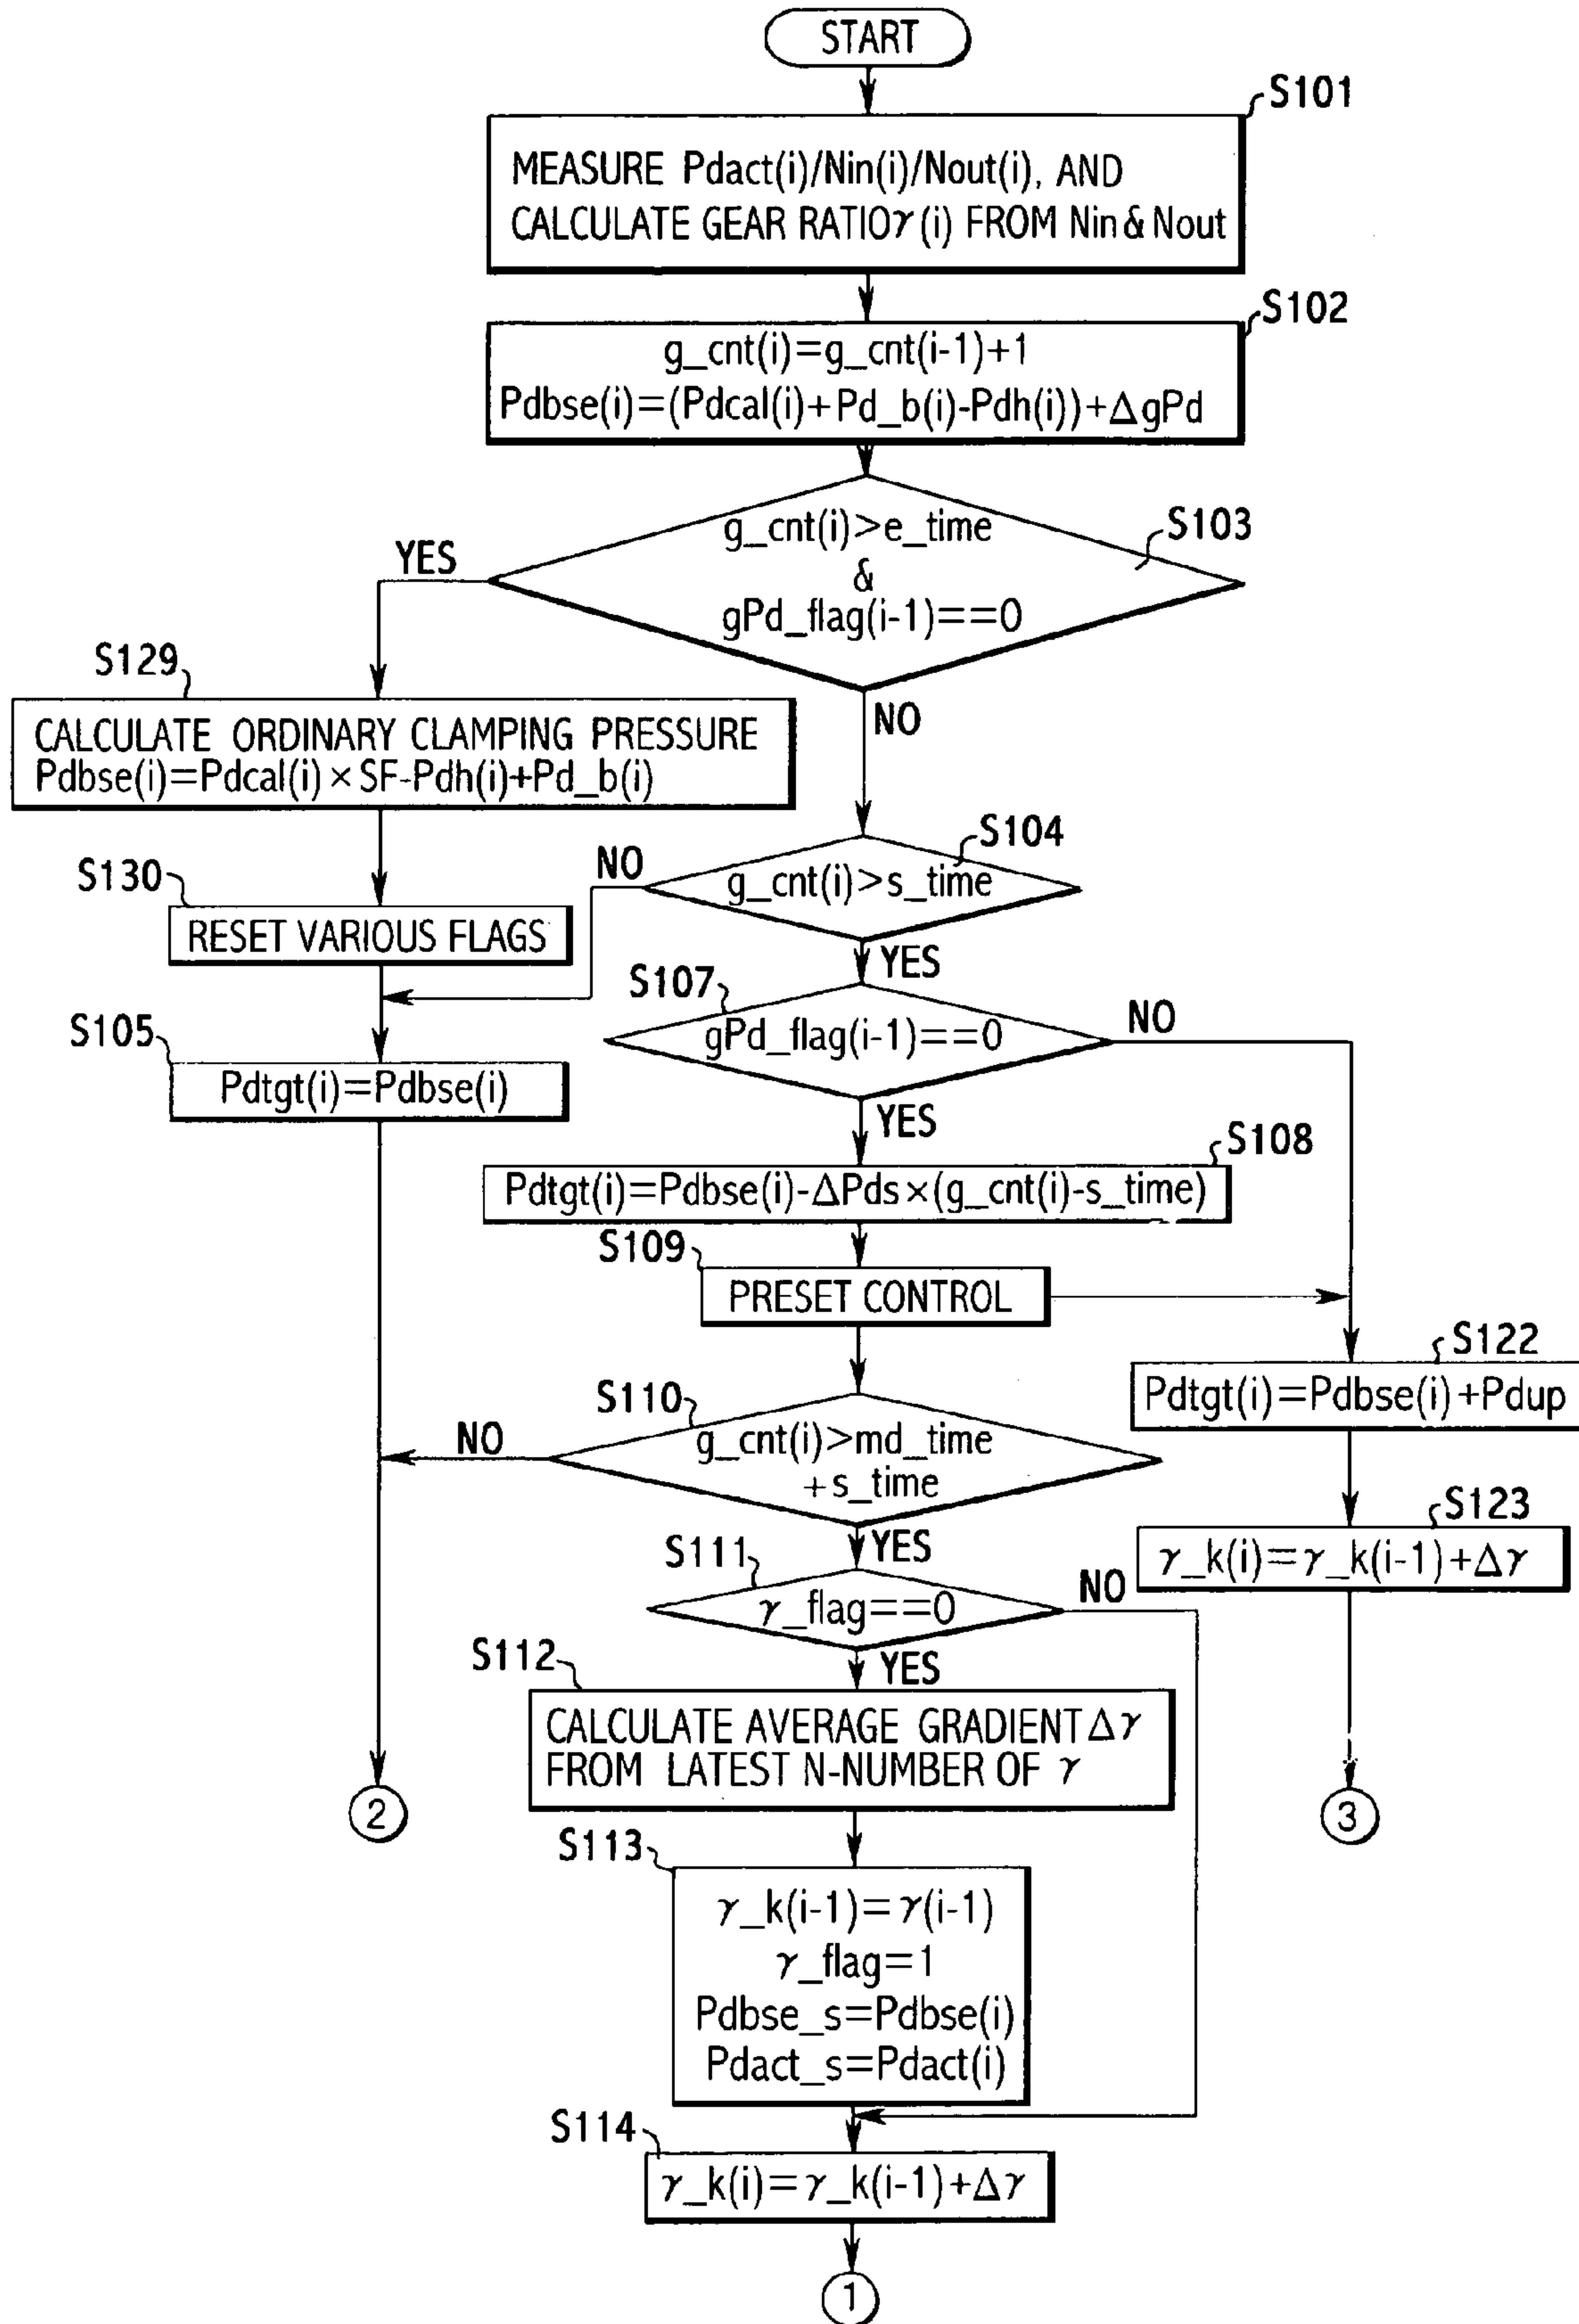 START
S101
MEASURE Pdact(i)/Nin(i)/Nout(i), AND
CALCULATE GEAR RATIOγ(i) FROM Nin & Nout
S102
g_cnt(i)=g_cnt(i-1)+1
Pdbse(i)=(Pdcal(i)+Pd_b(i)-Pdh(i))+ΔgPd
S103
g_cnt(i)>e_time
&
gPd_flag(i-1)==0
YES
NO
S129
CALCULATE ORDINARY CLAMPING PRESSURE
Pdbse(i)=Pdcal(i)×SF-Pdh(i)+Pd_b(i)
S104
g_cnt(i)>s_time
NO
YES
S130
RESET VARIOUS FLAGS
S107
gPd_flag(i-1)==0
NO
YES
S105
Pdtgt(i)=Pdbse(i)
S108
Pdtgt(i)=Pdbse(i)-ΔPds×(g_cnt(i)-s_time)
S109
PRESET CONTROL
S122
Pdtgt(i)=Pdbse(i)+Pdup
S110
g_cnt(i)>md_time
+s_time
NO
YES
S123
γ_k(i)=γ_k(i-1)+Δγ
S111
γ_flag==0
NO
YES
S112
CALCULATE AVERAGE GRADIENT Δγ
FROM LATEST N-NUMBER OF γ
2
3
S113
γ_k(i-1)=γ(i-1)
γ_flag=1
Pdbse_s=Pdbse(i)
Pdact_s=Pdact(i)
S114
γ_k(i)=γ_k(i-1)+Δγ
1